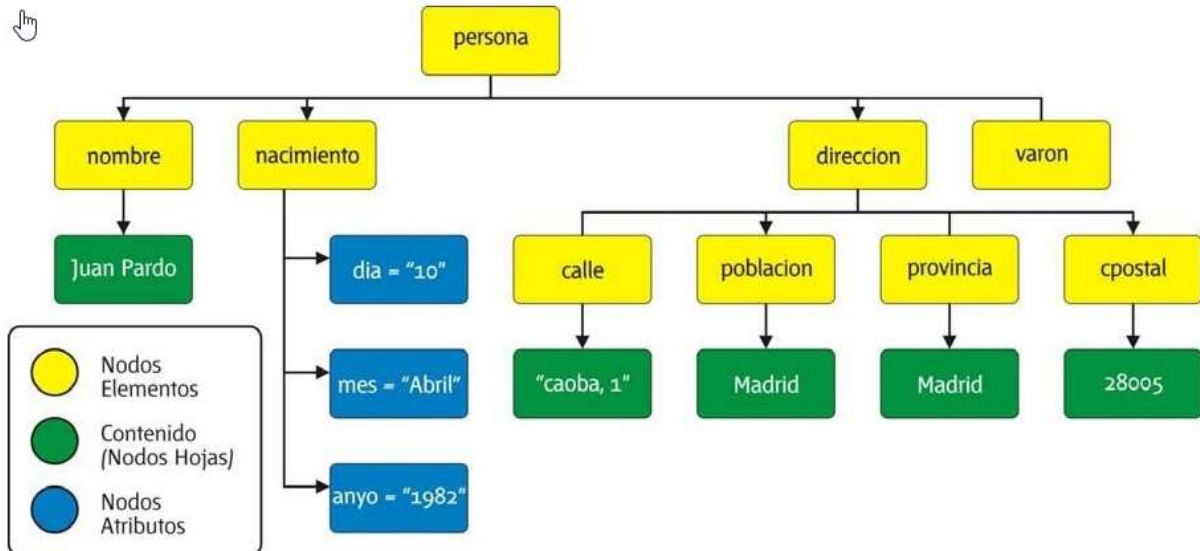 persona
nombre
nacimiento
direccion
varon
Juan Pardo
dia = "10"
calle
poblacion
provincia
cpostal
mes = "Abril"
"caoba, 1"
Madrid
Madrid
28005
anyo = "1982"
Nodos
Elementos
Contenido
(Nodos Hojas)
Nodos
Atributos